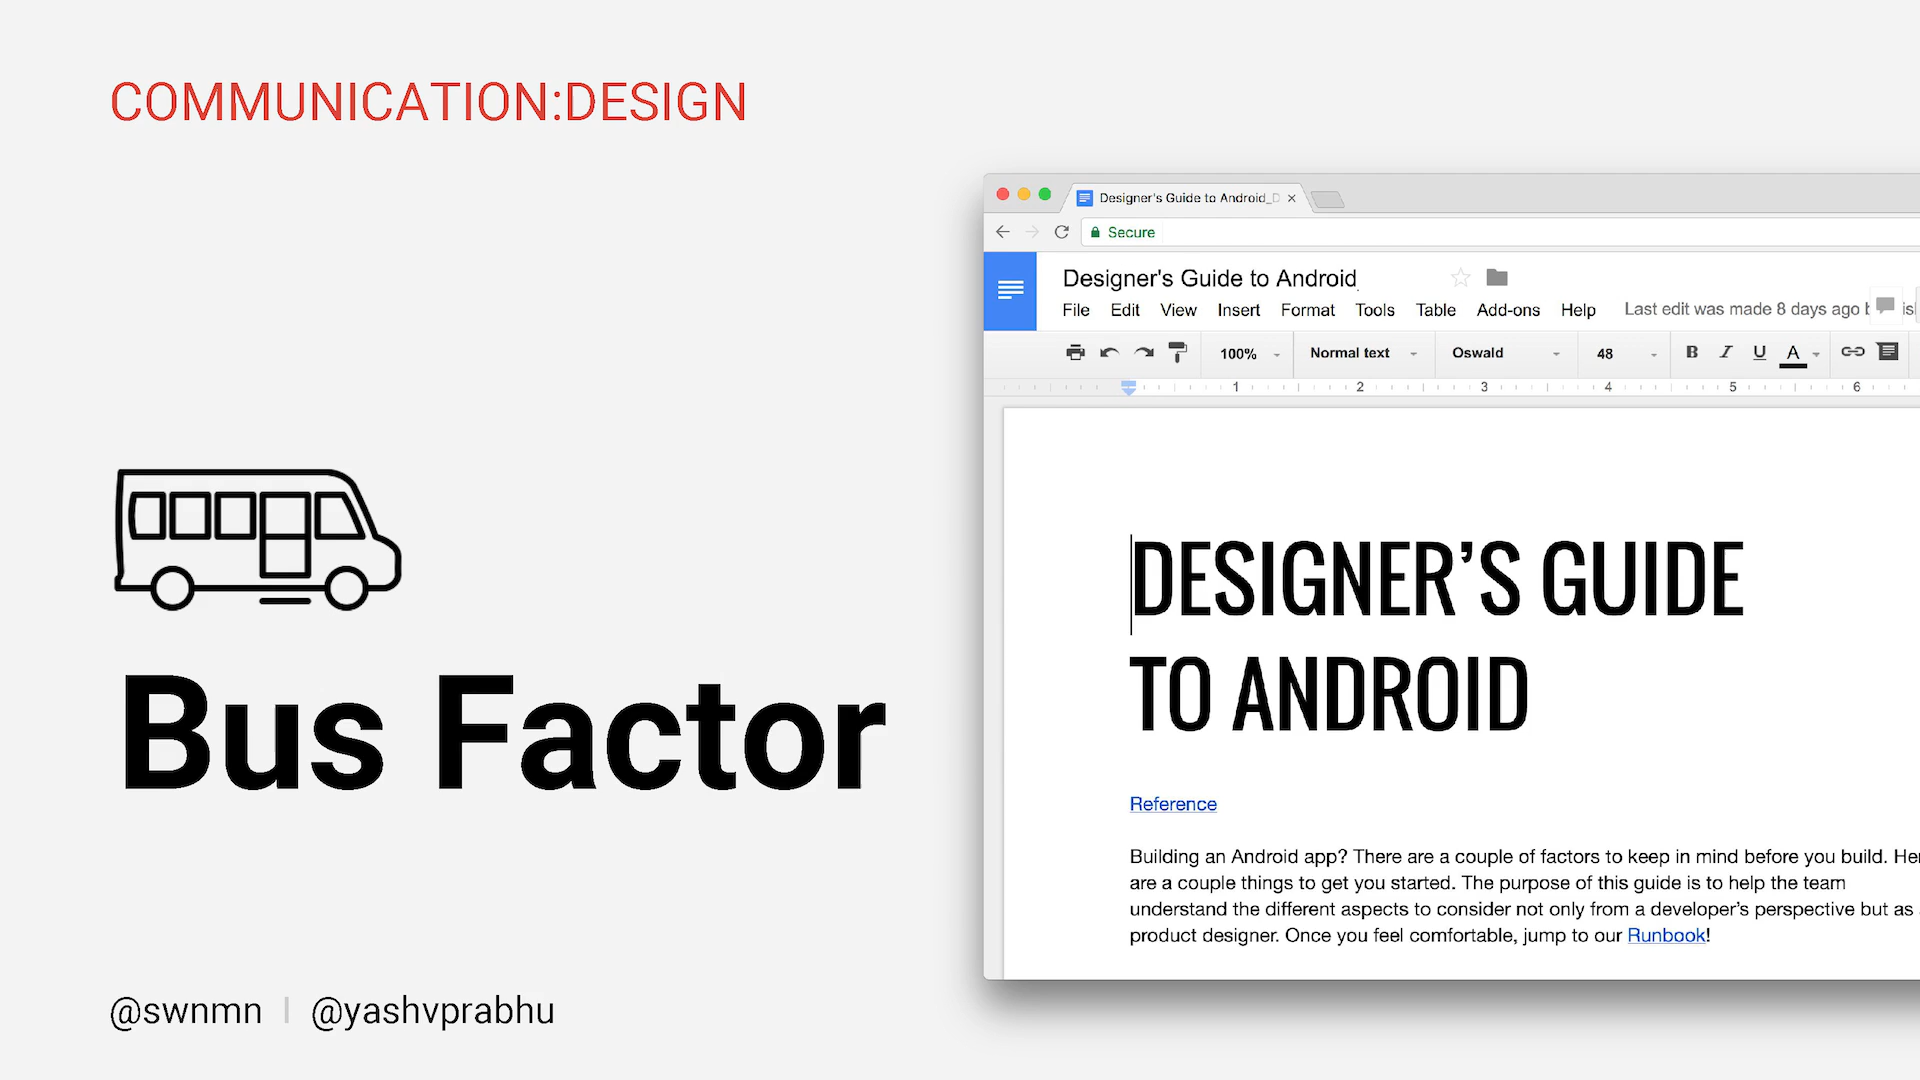 COMMUNICATION:DESIGN
Bus Factor
@swnmn | @yashvprabhu
Designer's Guide to Android_D
Secure
Designer's Guide to Android
File Edit View Insert Format Tools Table Add-ons Help Last edit was made 8 days ago
100% Normal text Oswald 48 B I U A
1 2 3 4 5 6
DESIGNER’S GUIDE
TO ANDROID
Reference
Building an Android app? There are a couple of factors to keep in mind before you build. Her
are a couple things to get you started. The purpose of this guide is to help the team
understand the different aspects to consider not only from a developer’s perspective but as
product designer. Once you feel comfortable, jump to our Runbook!